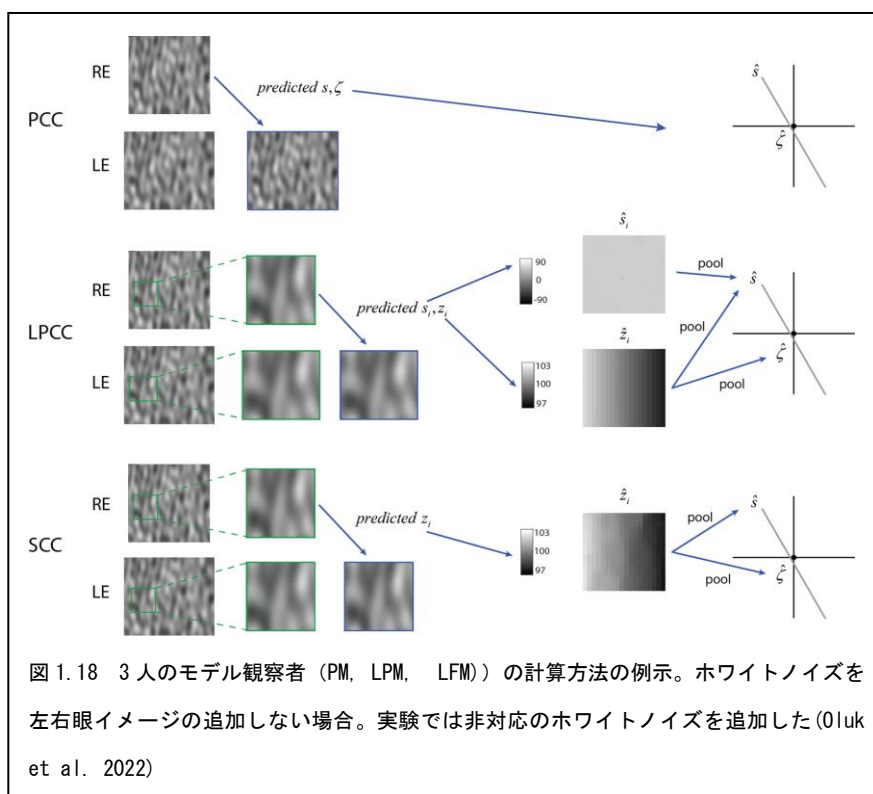 RE
predicted s,ζ
ŝ
PCC
ζ̂
LE
ŝᵢ
RE
90
0
-90
pool
ŝ
predicted sᵢ,zᵢ
pool
LPCC
ẑᵢ
LE
103
100
97
pool
ζ̂
RE
ẑᵢ
predicted zᵢ
103
100
97
pool
ŝ
SCC
pool
ζ̂
LE
図 1.18 3 人のモデル観察者 (PM, LPM, LFM)) の計算方法の例示。ホワイトノイズを
左右眼イメージの追加しない場合。実験では非対応のホワイトノイズを追加した(Oluk
et al. 2022)